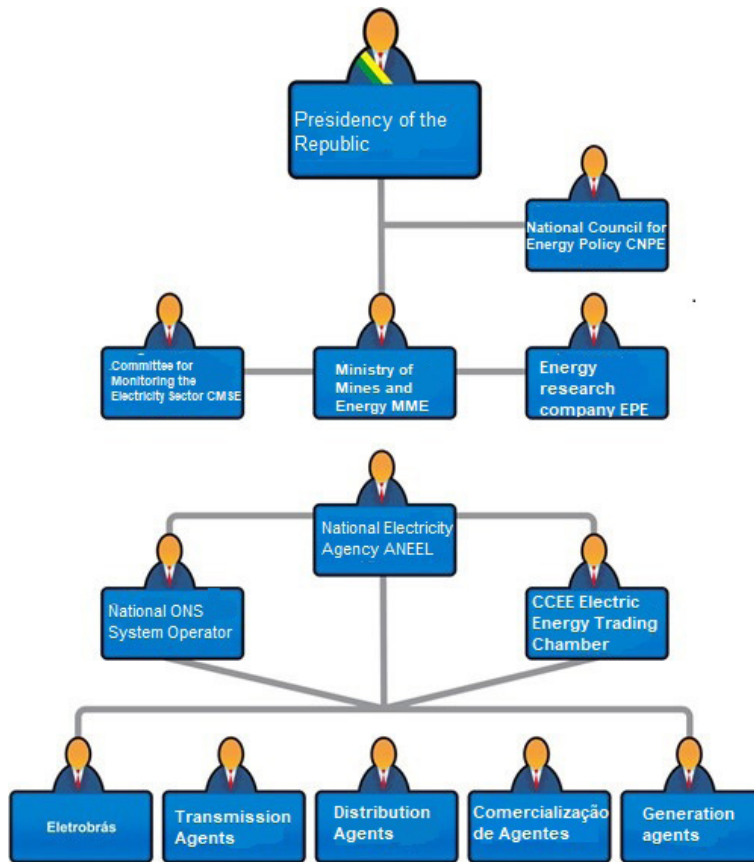 Presidency of the
Republic
National Council for
Energy Policy CNPE
.Committee for
Monitoring the
Electricity Sector CMSE
Ministry of
Mines and
Energy MME
Energy
research
company EPE
National Electricity
Agency ANEEL
National ONS
System Operator
CCEE Electric
Energy Trading
Chamber
Eletrobrás
Transmission
Agents
Distribution
Agents
Comercialização
de Agentes
Generation
agents